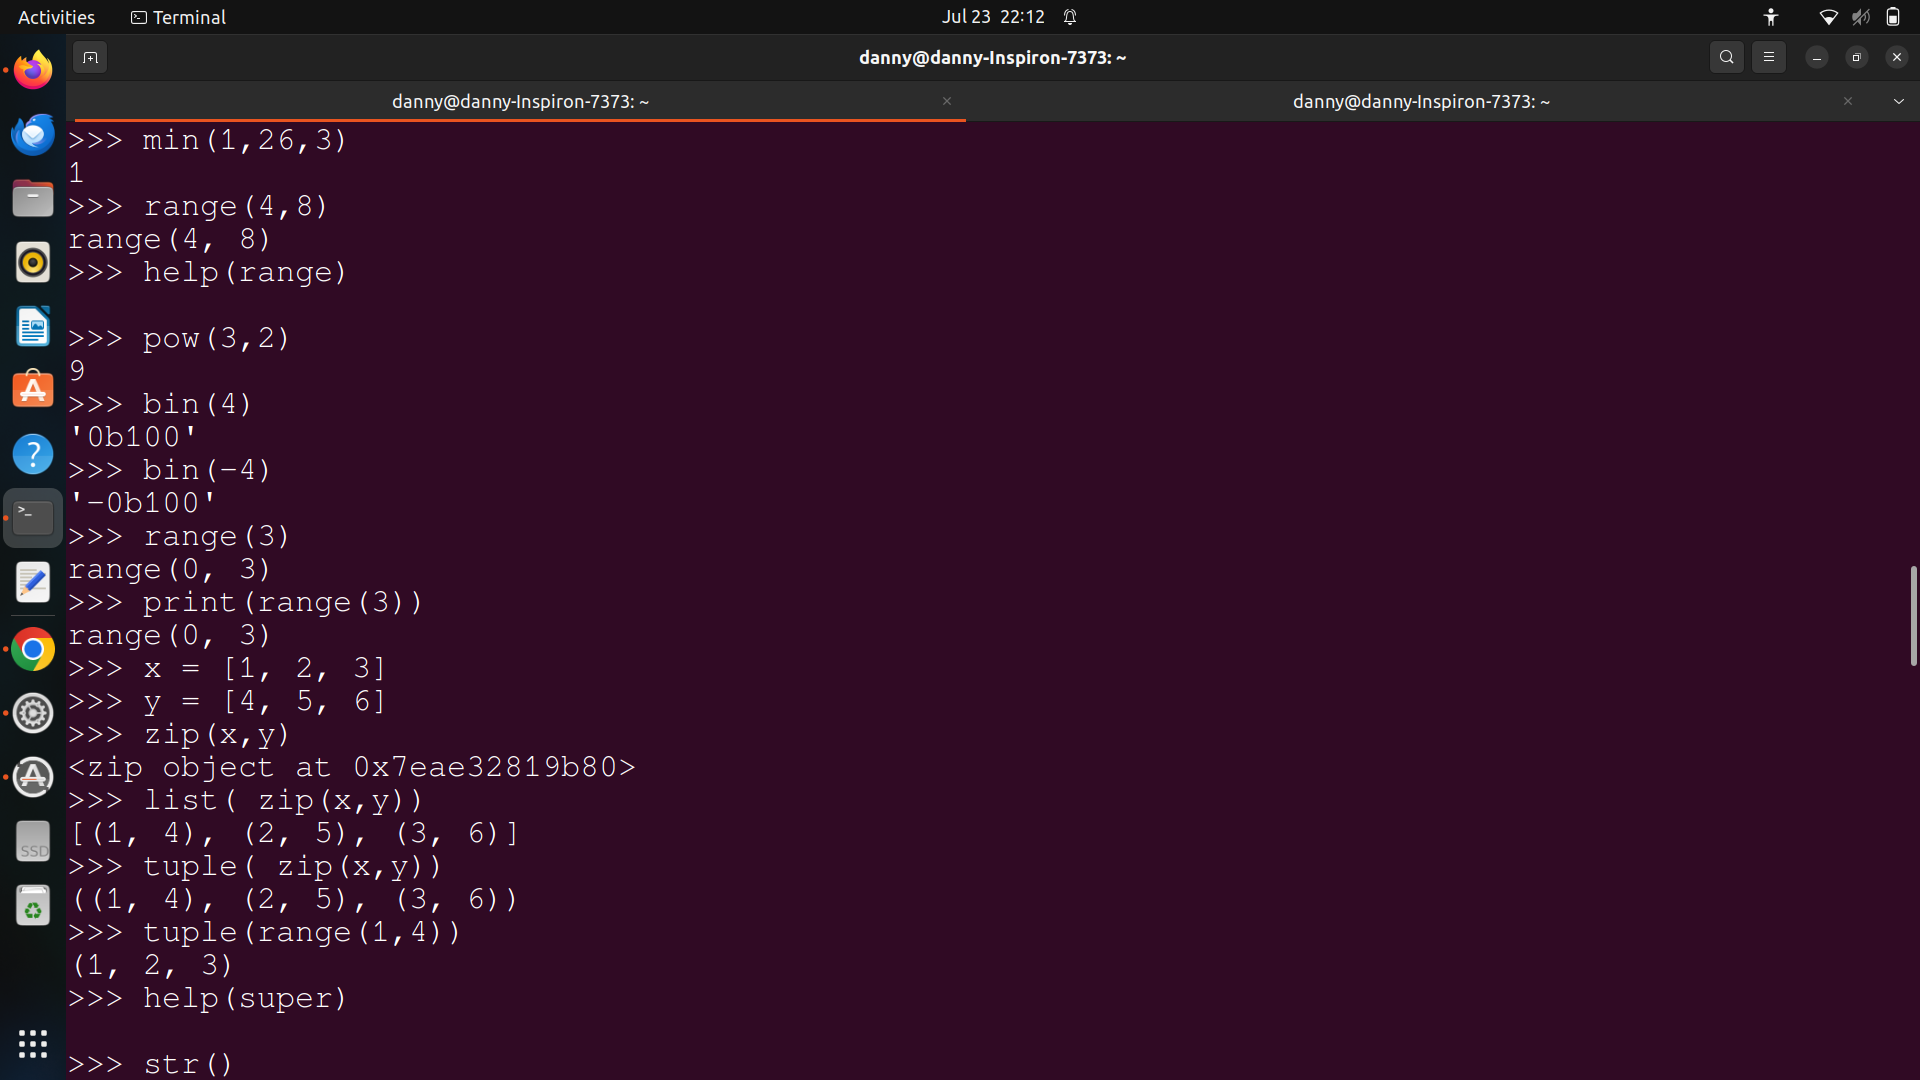 Activities Terminal Jul 23 22:12
danny@danny-Inspiron-7373: ~
danny@danny-Inspiron-7373: ~ danny@danny-Inspiron-7373: ~
>>> min(1,26,3)
1
>>> range(4,8)
range(4, 8)
>>> help(range)
>>> pow(3,2)
9
>>> bin(4)
'0b100'
>>> bin(-4)
'-0b100'
>>> range(3)
range(0, 3)
>>> print(range(3))
range(0, 3)
>>> x = [1, 2, 3]
>>> y = [4, 5, 6]
>>> zip(x,y)
<zip object at 0x7eae32819b80>
>>> list( zip(x,y))
[(1, 4), (2, 5), (3, 6)]
>>> tuple( zip(x,y))
((1, 4), (2, 5), (3, 6))
>>> tuple(range(1,4))
(1, 2, 3)
>>> help(super)
>>> str()
SSD